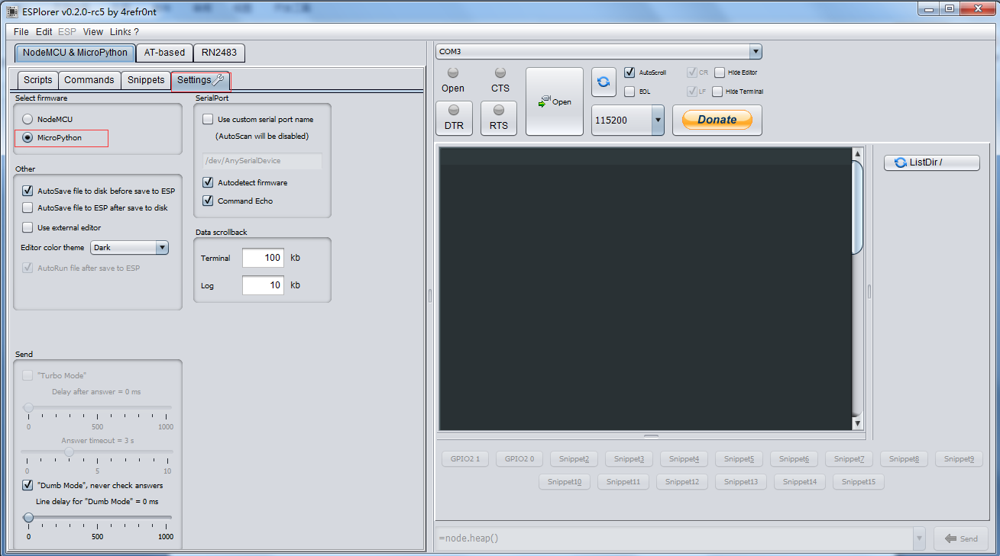 ESPlorer v0.2.0-rc5 by 4refr0nt
File Edit ESP View Links ?
NodeMCU & MicroPython AT-based RN2483
Scripts Commands Snippets Settings
Select firmware
NodeMCU
MicroPython
Other
AutoSave file to disk before save to ESP
AutoSave file to ESP after save to disk
Use external editor
Editor color theme Dark
AutoRun file after save to ESP
Send
"Turbo Mode"
Delay after answer = 0 ms
0 500 1000
Answer timeout = 3 s
0 5 10
"Dumb Mode", never check answers
Line delay for "Dumb Mode" = 0 ms
0 500 1000
SerialPort
Use custom serial port name
(AutoScan will be disabled)
/dev/AnySerialDevice
Autodetect firmware
Command Echo
Data scrollback
Terminal 100 kb
Log 10 kb
COM3
Open CTS
DTR RTS
Open
AutoScroll CR Hide Editor
EOL LF Hide Terminal
115200 Donate
ListDir /
GPIO2 1 GPIO2 0 Snippet2 Snippet3 Snippet4 Snippet5 Snippet6 Snippet7 Snippet8 Snippet9
Snippet10 Snippet11 Snippet12 Snippet13 Snippet14 Snippet15
=node.heap() Send